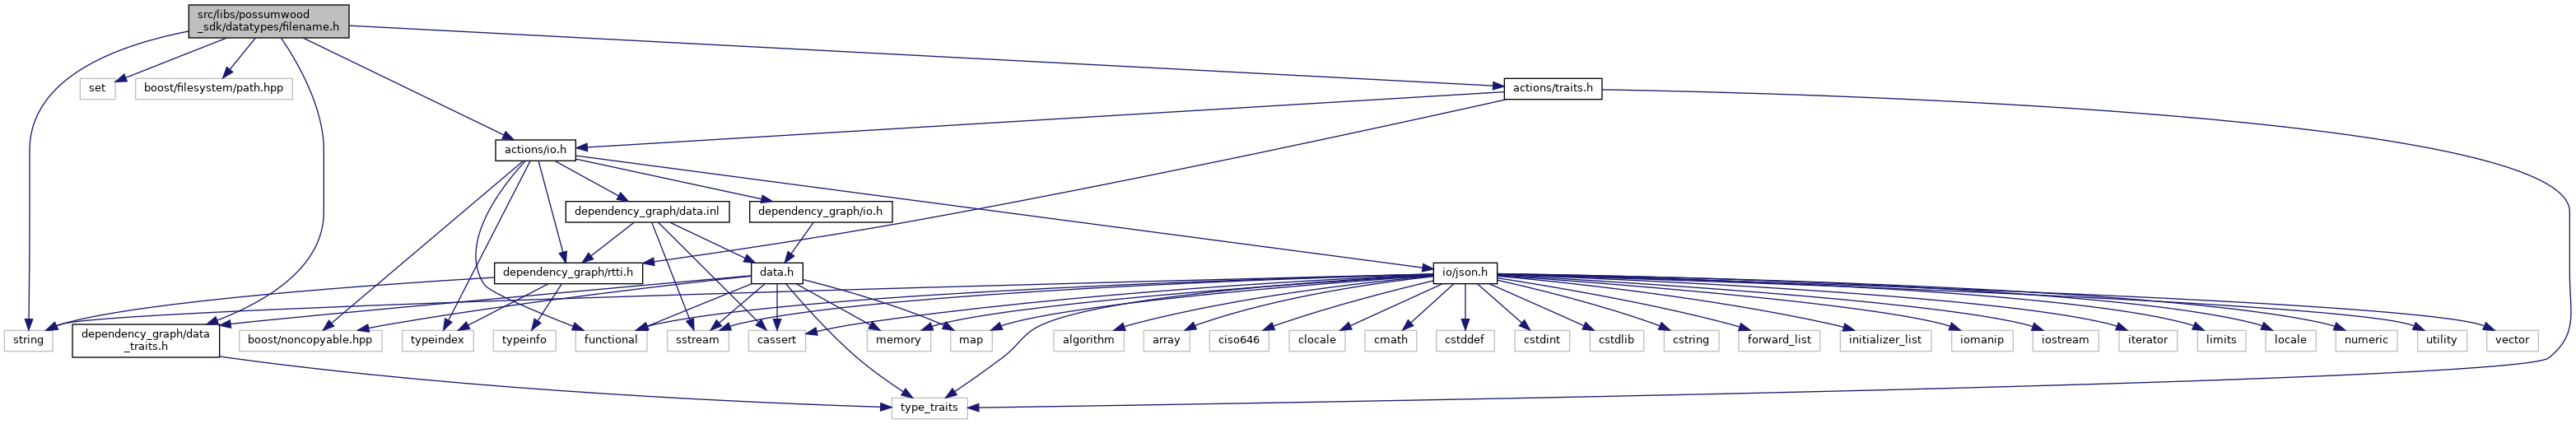 src/libs/possumwood
_sdk/datatypes/filename.h
set
boost/filesystem/path.hpp
actions/traits.h
actions/io.h
dependency_graph/data.inl
dependency_graph/io.h
dependency_graph/rtti.h
data.h
io/json.h
string
dependency_graph/data
_traits.h
boost/noncopyable.hpp
typeindex
typeinfo
functional
sstream
cassert
memory
map
algorithm
array
ciso646
clocale
cmath
cstddef
cstdint
cstdlib
cstring
forward_list
initializer_list
iomanip
iostream
iterator
limits
locale
numeric
utility
vector
type_traits